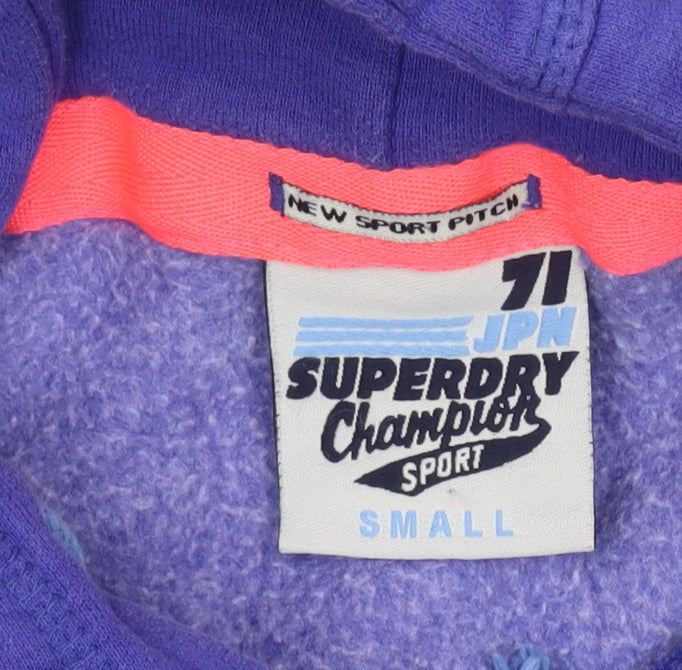 NEW SPORT PITCH
71
JPN
SUPERDRY
Champion
SPORT
SMALL